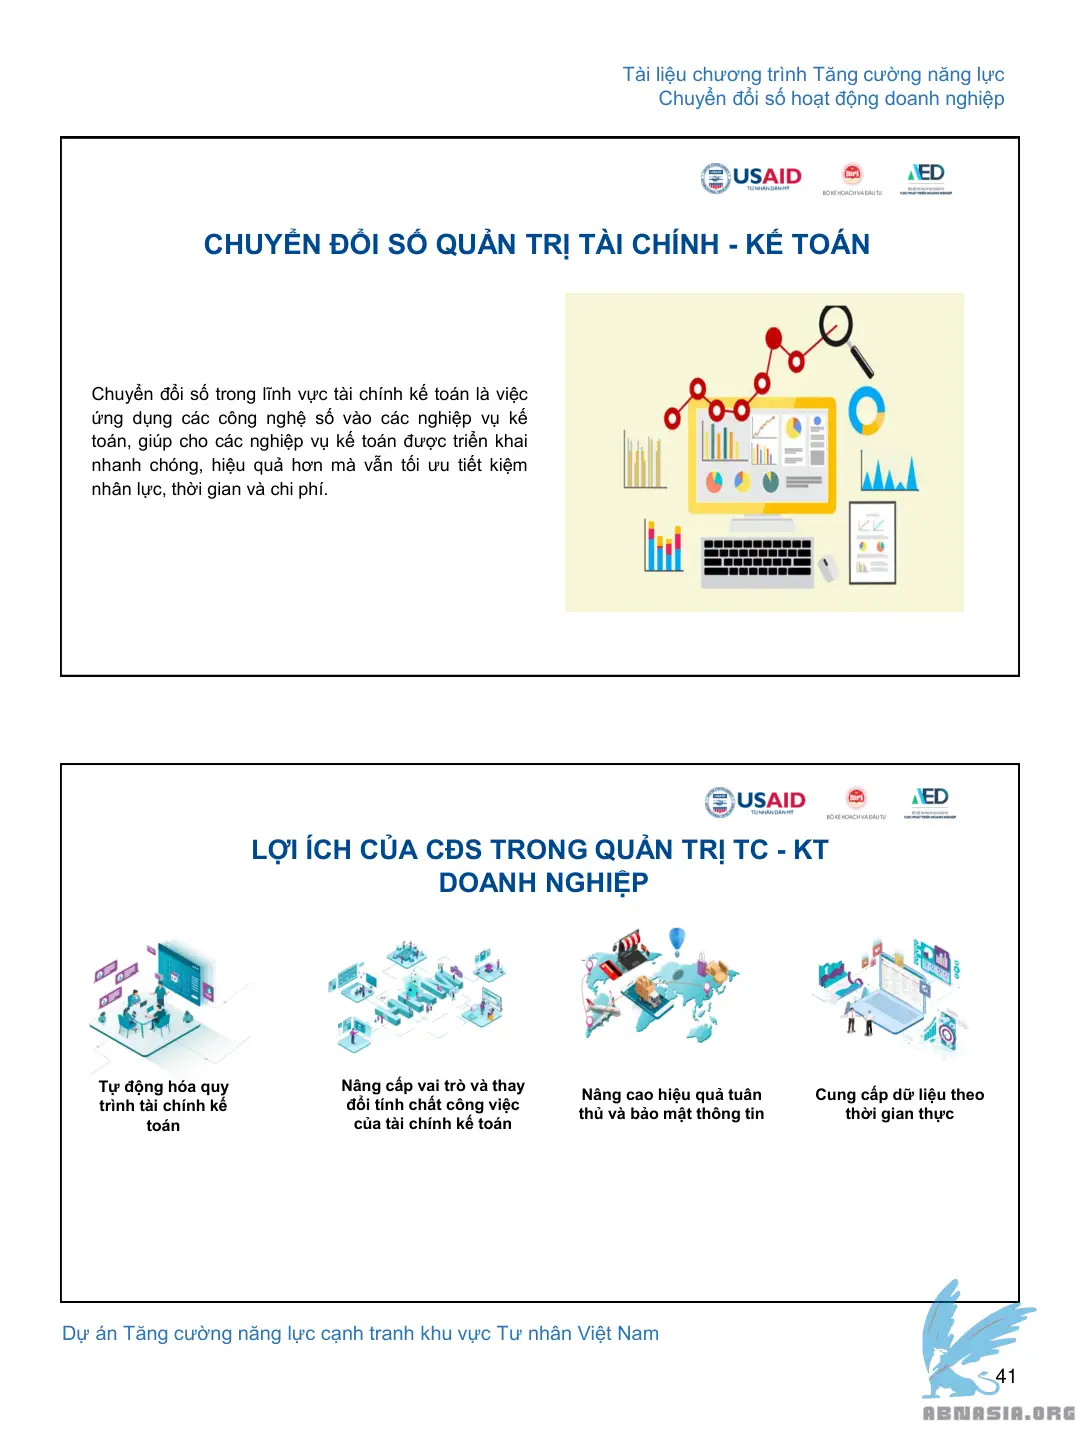 Tài liệu chương trình Tăng cường năng lực
Chuyển đổi số hoạt động doanh nghiệp
USAID
TỪ NHÂN DÂN MỸ
BỘ KẾ HOẠCH VÀ ĐẦU TƯ
AED
CHUYỂN ĐỔI SỐ QUẢN TRỊ TÀI CHÍNH - KẾ TOÁN
Chuyển đổi số trong lĩnh vực tài chính kế toán là việc
ứng dụng các công nghệ số vào các nghiệp vụ kế
toán, giúp cho các nghiệp vụ kế toán được triển khai
nhanh chóng, hiệu quả hơn mà vẫn tối ưu tiết kiệm
nhân lực, thời gian và chi phí.
USAID
TỪ NHÂN DÂN MỸ
BỘ KẾ HOẠCH VÀ ĐẦU TƯ
AED
LỢI ÍCH CỦA CĐS TRONG QUẢN TRỊ TC - KT
DOANH NGHIỆP
Tự động hóa quy
trình tài chính kế
toán
Nâng cấp vai trò và thay
đổi tính chất công việc
của tài chính kế toán
Nâng cao hiệu quả tuân
thủ và bảo mật thông tin
Cung cấp dữ liệu theo
thời gian thực
Dự án Tăng cường năng lực cạnh tranh khu vực Tư nhân Việt Nam
41
ABNASIA.ORG